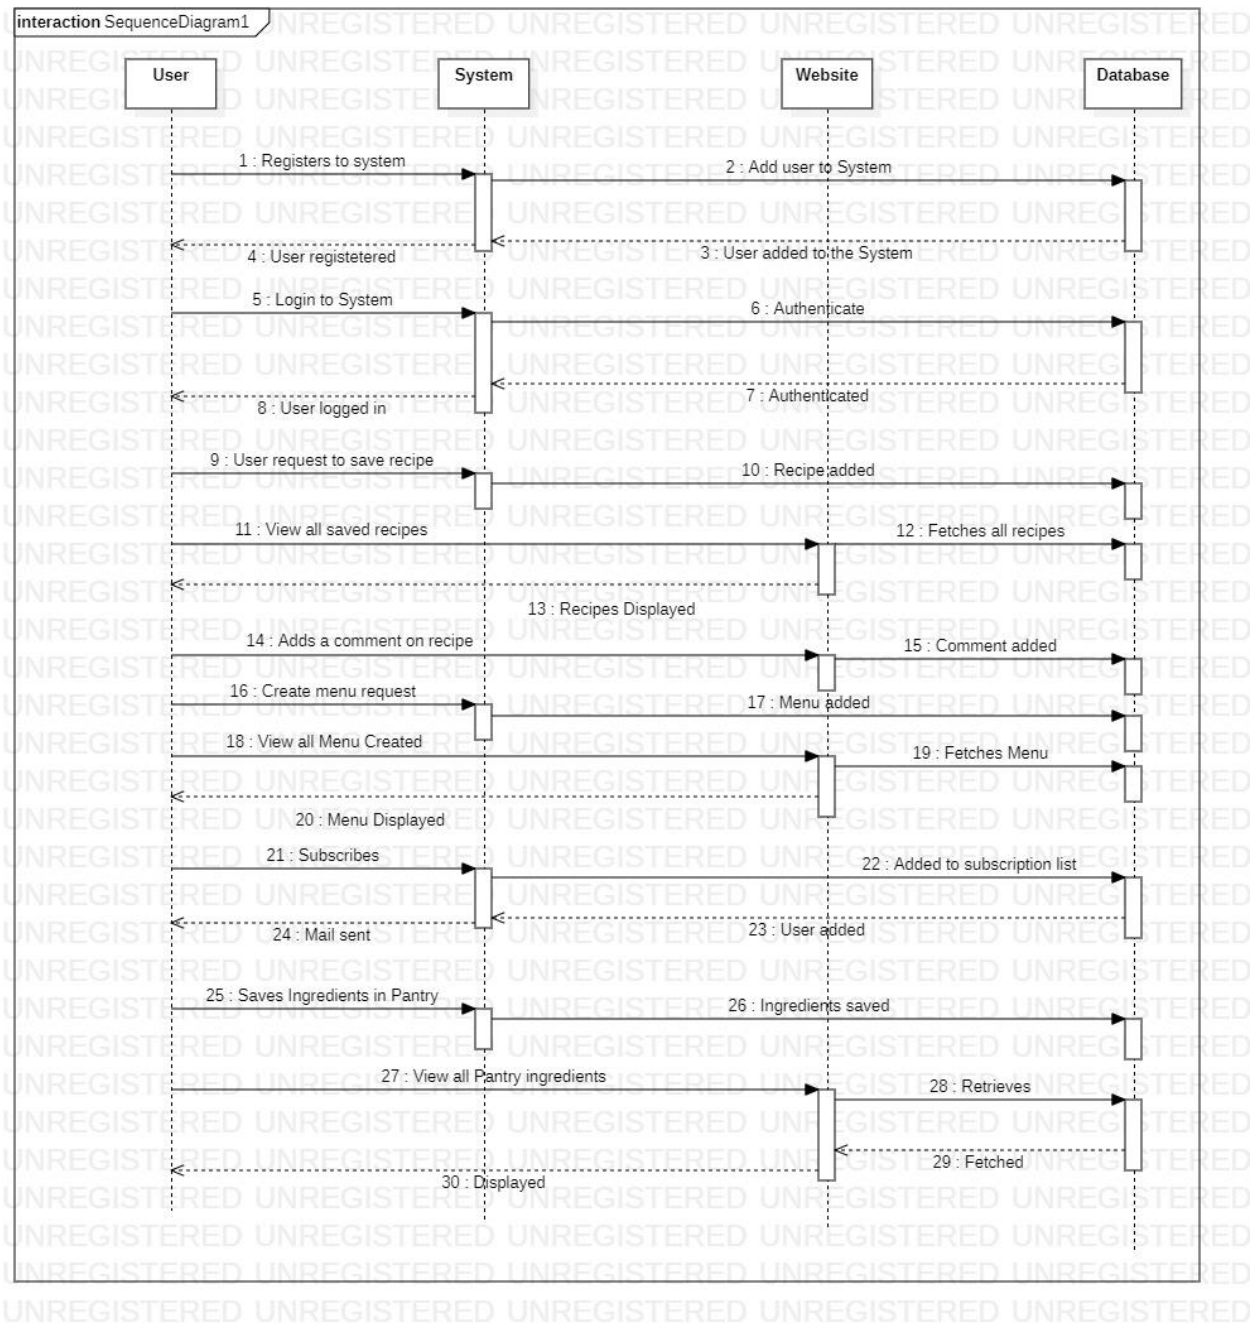 interaction SequenceDiagram1
User
System
Website
Database
1 : Registers to system
2 : Add user to System
3 : User added to the System
4 : User registetered
5 : Login to System
6 : Authenticate
7 : Authenticated
8 : User logged in
9 : User request to save recipe
10 : Recipe added
11 : View all saved recipes
12 : Fetches all recipes
13 : Recipes Displayed
14 : Adds a comment on recipe
15 : Comment added
16 : Create menu request
17 : Menu added
18 : View all Menu Created
19 : Fetches Menu
20 : Menu Displayed
21 : Subscribes
22 : Added to subscription list
23 : User added
24 : Mail sent
25 : Saves Ingredients in Pantry
26 : Ingredients saved
27 : View all Pantry ingredients
28 : Retrieves
29 : Fetched
30 : Displayed
UNREGISTERED UNREGISTERED UNREGISTERED UNREGISTERED UNREGISTERED